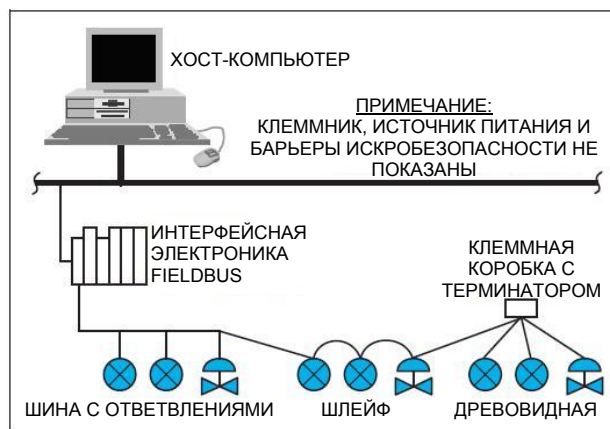 ХОСТ-КОМПЬЮТЕР
ПРИМЕЧАНИЕ:
КЛЕММНИК, ИСТОЧНИК ПИТАНИЯ И
БАРЬЕРЫ ИСКРОБЕЗОПАСНОСТИ НЕ
ПОКАЗАНЫ
ИНТЕРФЕЙСНАЯ
ЭЛЕКТРОНИКА
FIELDBUS
КЛЕММНАЯ
КОРОБКА С
ТЕРМИНАТОРОМ
ШИНА С ОТВЕТВЛЕНИЯМИ
ШЛЕЙФ
ДРЕВОВИДНАЯ